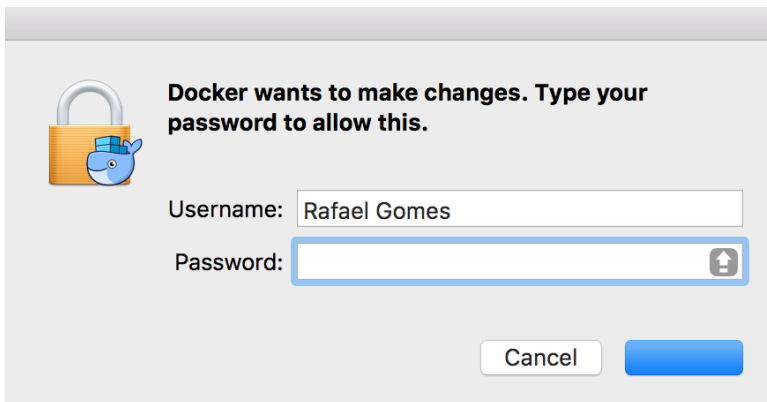 Docker wants to make changes. Type your
password to allow this.
Username: Rafael Gomes
Password:
Cancel